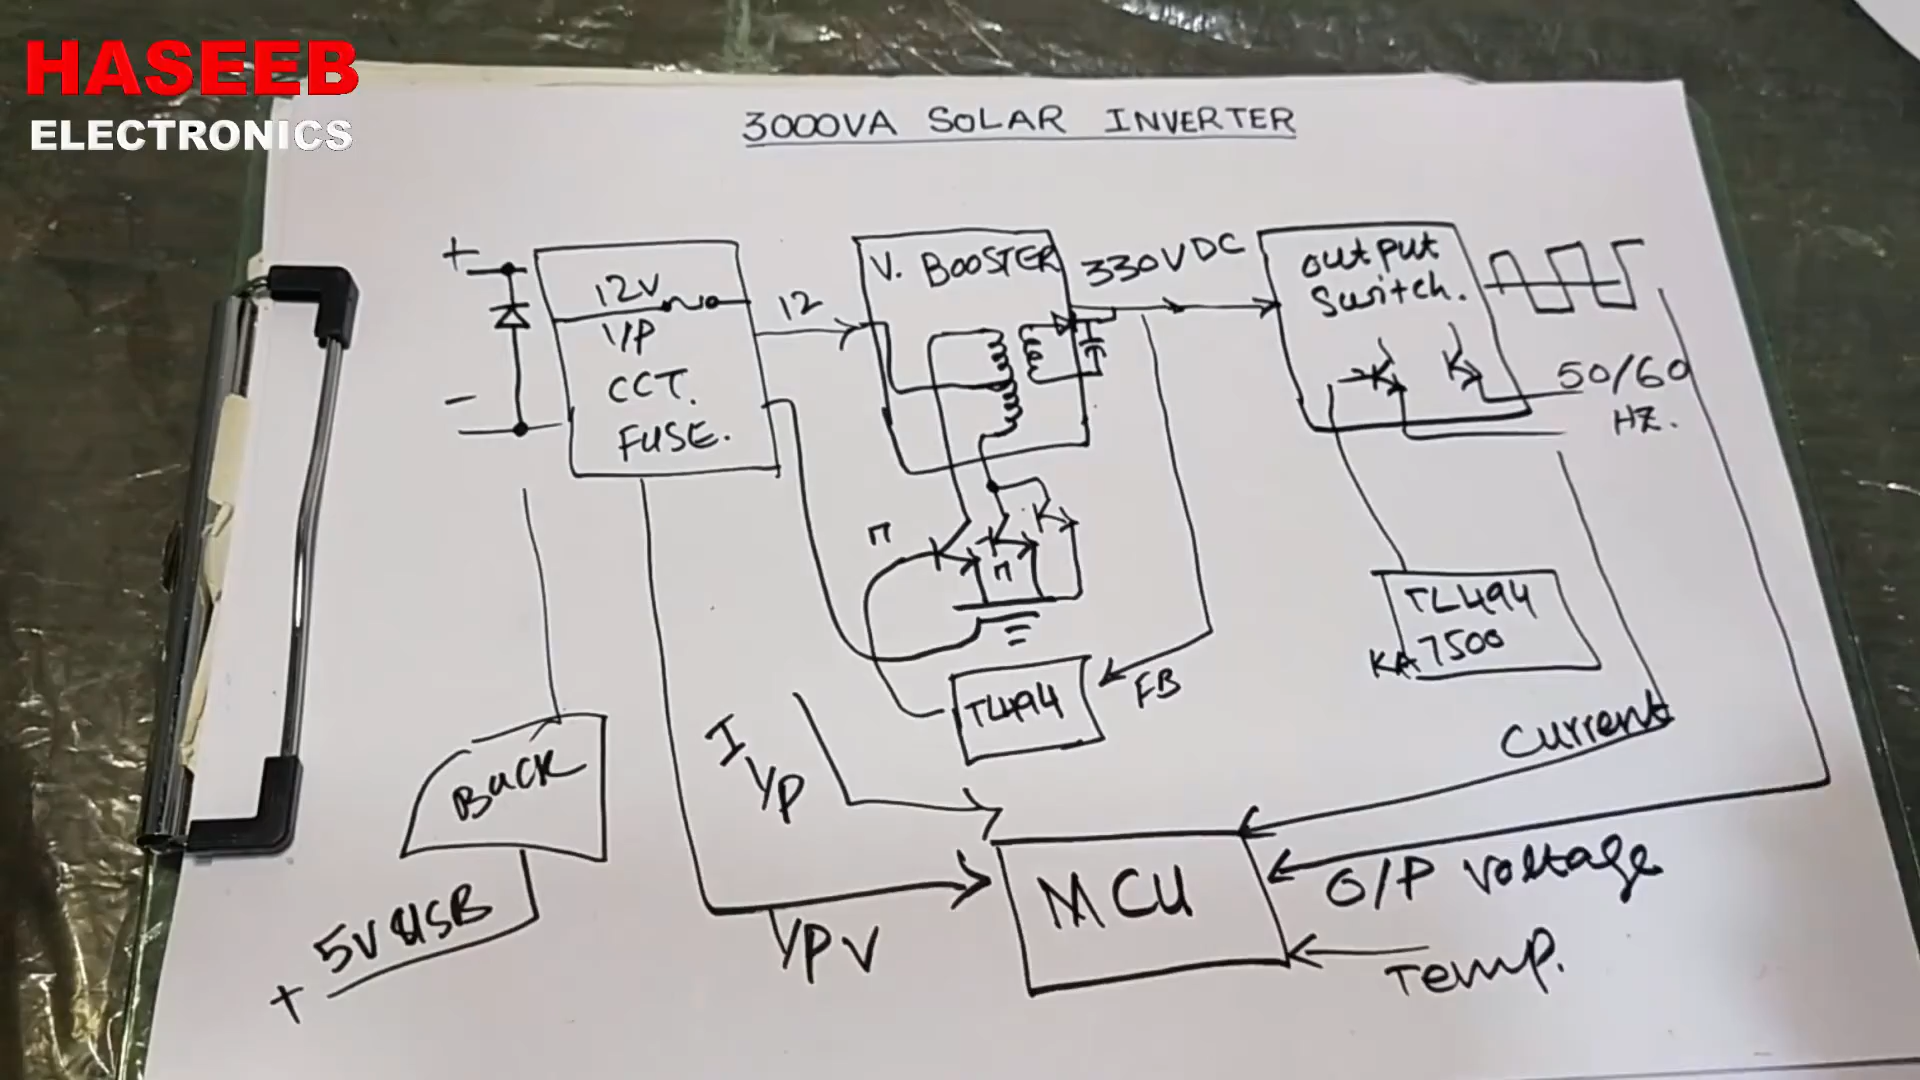 HASEEB
ELECTRONICS
3000VA SOLAR INVERTER
+
-
12V
I/P
CCT.
FUSE.
12
V. BOOSTER
330VDC
Output
Switch.
50/60
HZ.
TL494
FB
TL494
KA7500
Buck
+ 5V USB
I
I/P
I/P V
MCU
Current
O/P Voltage
Temp.